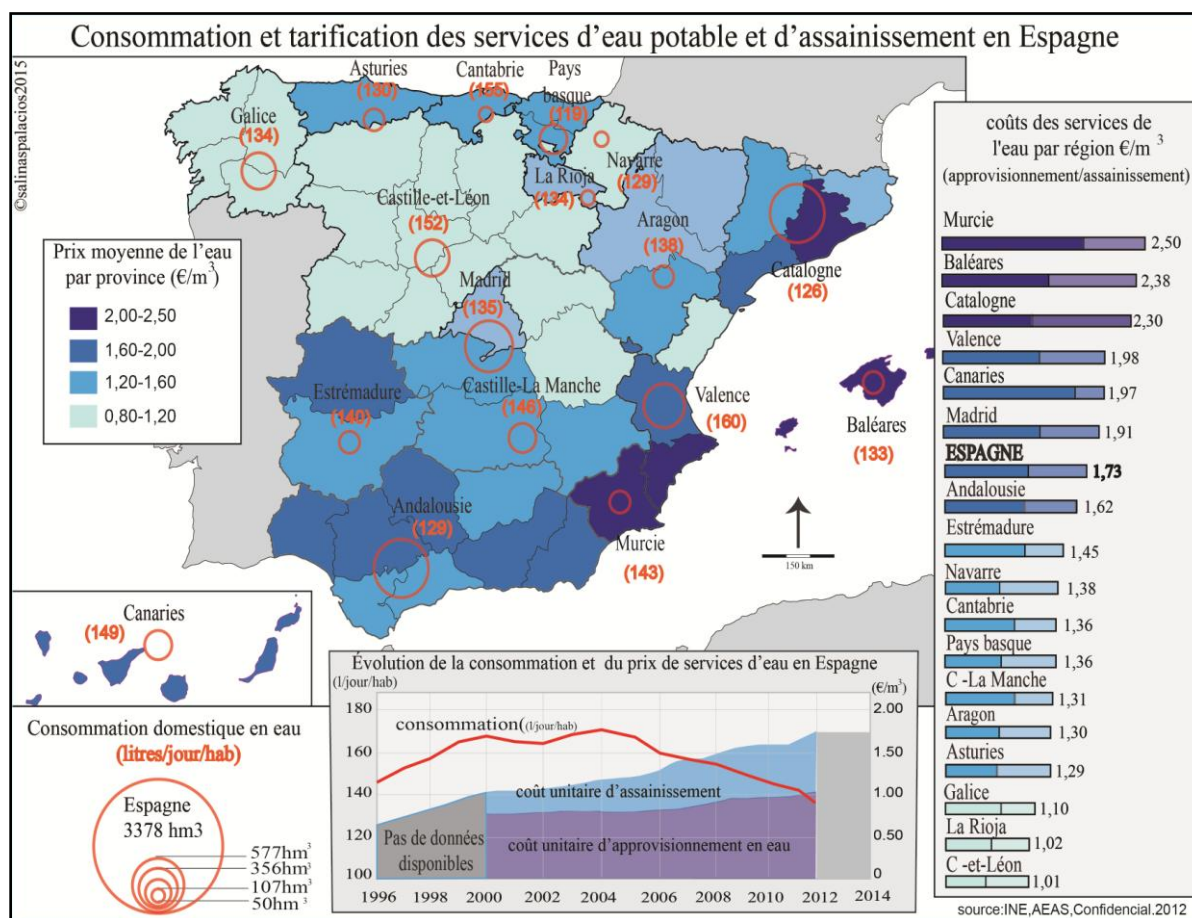 Consommation et tarification des services d'eau potable et d'assainissement en Espagne
©salinaspalacios2015
Asturies
(130)
Cantabrie
(155)
Pays
basque
(119)
Galice
(134)
Navarre
(129)
La Rioja
(134)
Castille-et-Léon
(152)
Aragon
(138)
Catalogne
(126)
Madrid
(135)
Estrémadure
(140)
Castille-La Manche
(146)
Valence
(160)
Baléares
(133)
Andalousie
(129)
Murcie
(143)
150 km
Canaries
(149)
Prix moyenne de l'eau
par province (€/m³)
2,00-2,50
1,60-2,00
1,20-1,60
0,80-1,20
Consommation domestique en eau
(litres/jour/hab)
Espagne
3378 hm3
577hm³
356hm³
107hm³
50hm³
Évolution de la consommation et du prix de services d'eau en Espagne
(l/jour/hab)
(€/m³)
180
160
140
120
100
2.00
1.50
1.00
0.50
0
consommation((l/jour/hab)
coût unitaire d'assainissement
coût unitaire d'approvisionnement en eau
Pas de données
disponibles
1996 1998 2000 2002 2004 2006 2008 2010 2012 2014
coûts des services de
l'eau par région €/m³
(approvisionnement/assainissement)
Murcie
2,50
Baléares
2,38
Catalogne
2,30
Valence
1,98
Canaries
1,97
Madrid
1,91
ESPAGNE
1,73
Andalousie
1,62
Estrémadure
1,45
Navarre
1,38
Cantabrie
1,36
Pays basque
1,36
C -La Manche
1,31
Aragon
1,30
Asturies
1,29
Galice
1,10
La Rioja
1,02
C -et-Léon
1,01
source:INE,AEAS,Confidencial,2012